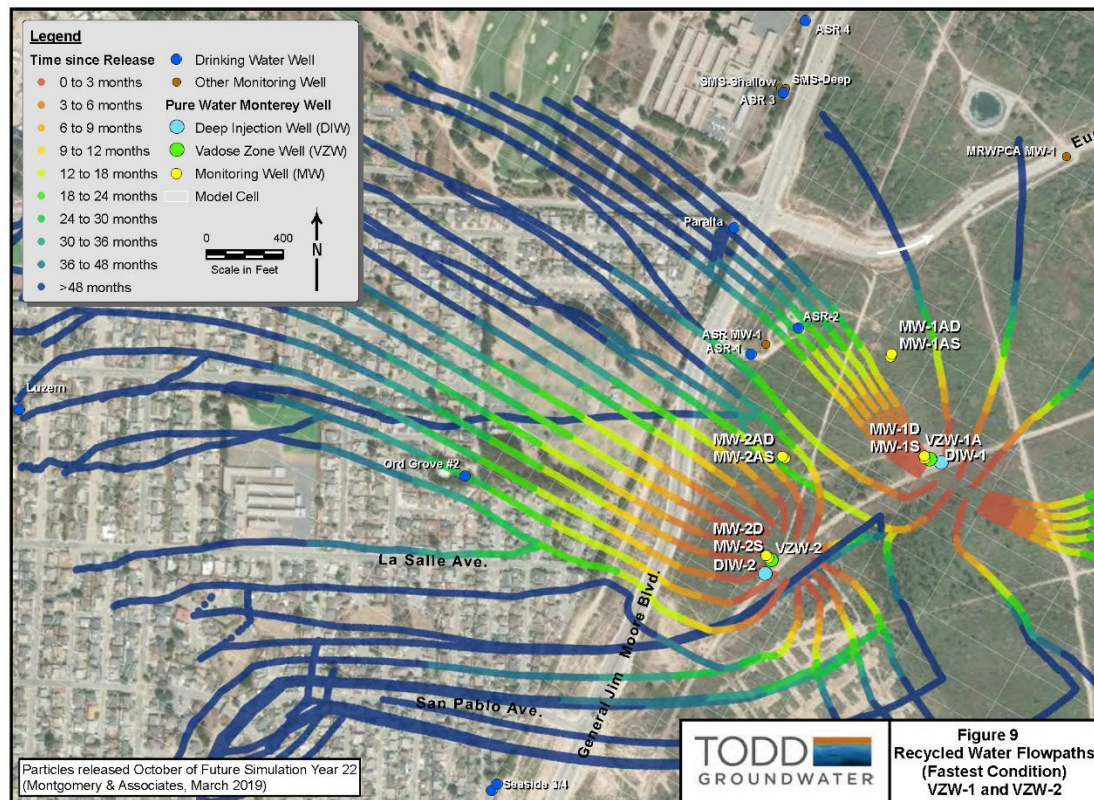 Legend
Time since Release
0 to 3 months
3 to 6 months
6 to 9 months
9 to 12 months
12 to 18 months
18 to 24 months
24 to 30 months
30 to 36 months
36 to 48 months
>48 months
Drinking Water Well
Other Monitoring Well
Pure Water Monterey Well
Deep Injection Well (DIW)
Vadose Zone Well (VZW)
Monitoring Well (MW)
Model Cell
0 400
Scale in Feet
N
ASR 4
SMS-Shallow
SMS-Deep
ASR 3
MRWPCA MW-1
Eu
Paralta
ASR-2
ASR MW-1
ASR-1
MW-1AD
MW-1AS
Luzern
MW-2AD
MW-2AS
MW-1D
MW-1S
VZW-1A
DIW-1
Ord Grove #2
MW-2D
MW-2S
VZW-2
DIW-2
La Salle Ave.
General Jim Moore Blvd.
San Pablo Ave.
Seaside 3/4
Particles released October of Future Simulation Year 22
(Montgomery & Associates, March 2019)
TODD
GROUNDWATER
Figure 9
Recycled Water Flowpaths
(Fastest Condition)
VZW-1 and VZW-2